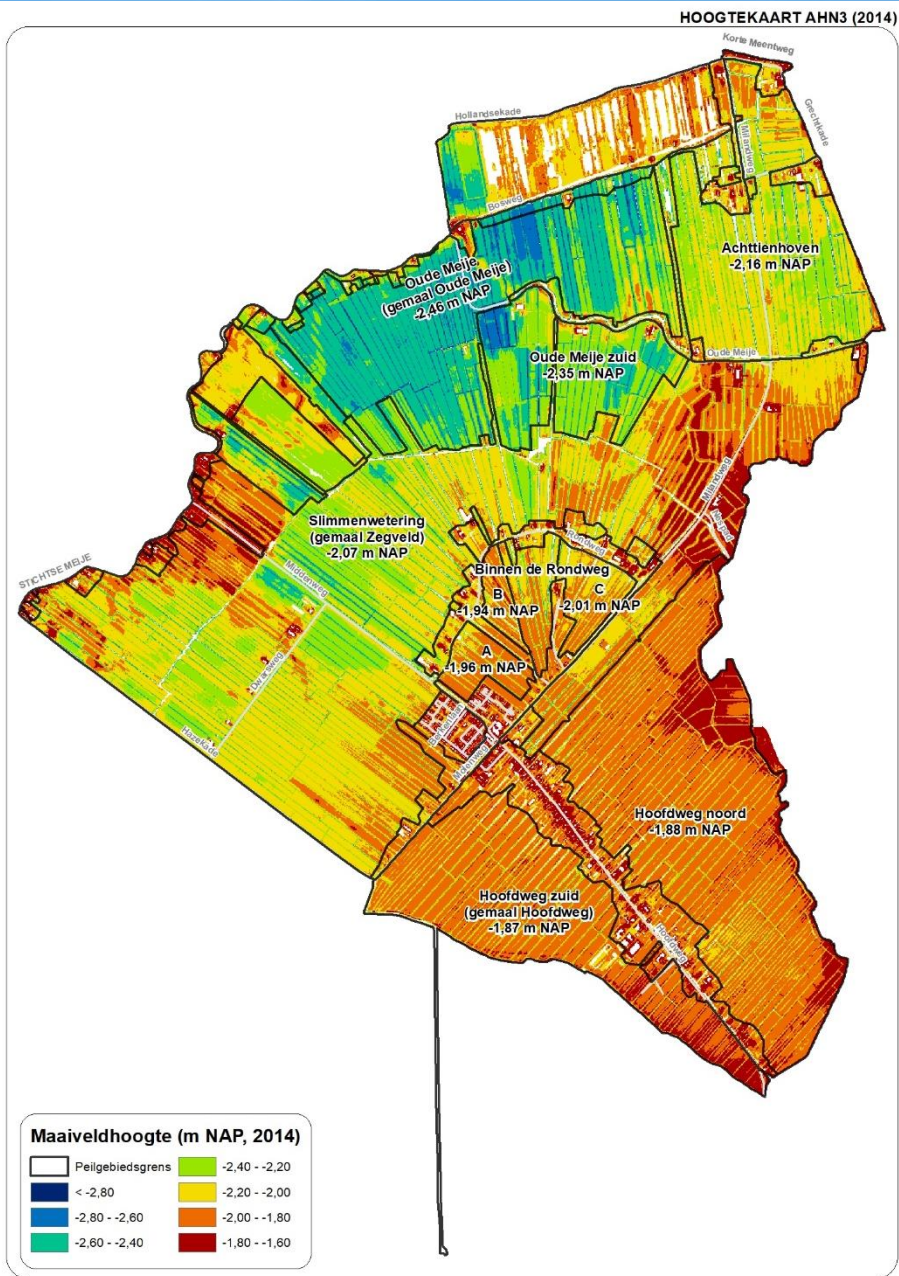 HOOGTEKAART AHN3 (2014)
Korte Meentweg
Grechtkade
Hollandsekade
Milandweg
Bosweg
Achttienhoven
-2,16 m NAP
Oude Meije
(gemaal Oude Meije)
-2,46 m NAP
Oude Meije
Oude Meije zuid
-2,35 m NAP
Milandweg
Slimmenwetering
(gemaal Zegveld)
-2,07 m NAP
Rondweg
Binnen de Rondweg
B
-1,94 m NAP
C
-2,01 m NAP
STICHTSE MEIJE
Middenweg
A
-1,96 m NAP
Dwarsweg
Hazekade
Molenweg
Hoofdweg noord
-1,88 m NAP
Hoofdweg zuid
(gemaal Hoofdweg)
-1,87 m NAP
Hoofdweg
Maaiveldhoogte (m NAP, 2014)
Peilgebiedsgrens
< -2,80
-2,80 - -2,60
-2,60 - -2,40
-2,40 - -2,20
-2,20 - -2,00
-2,00 - -1,80
-1,80 - -1,60